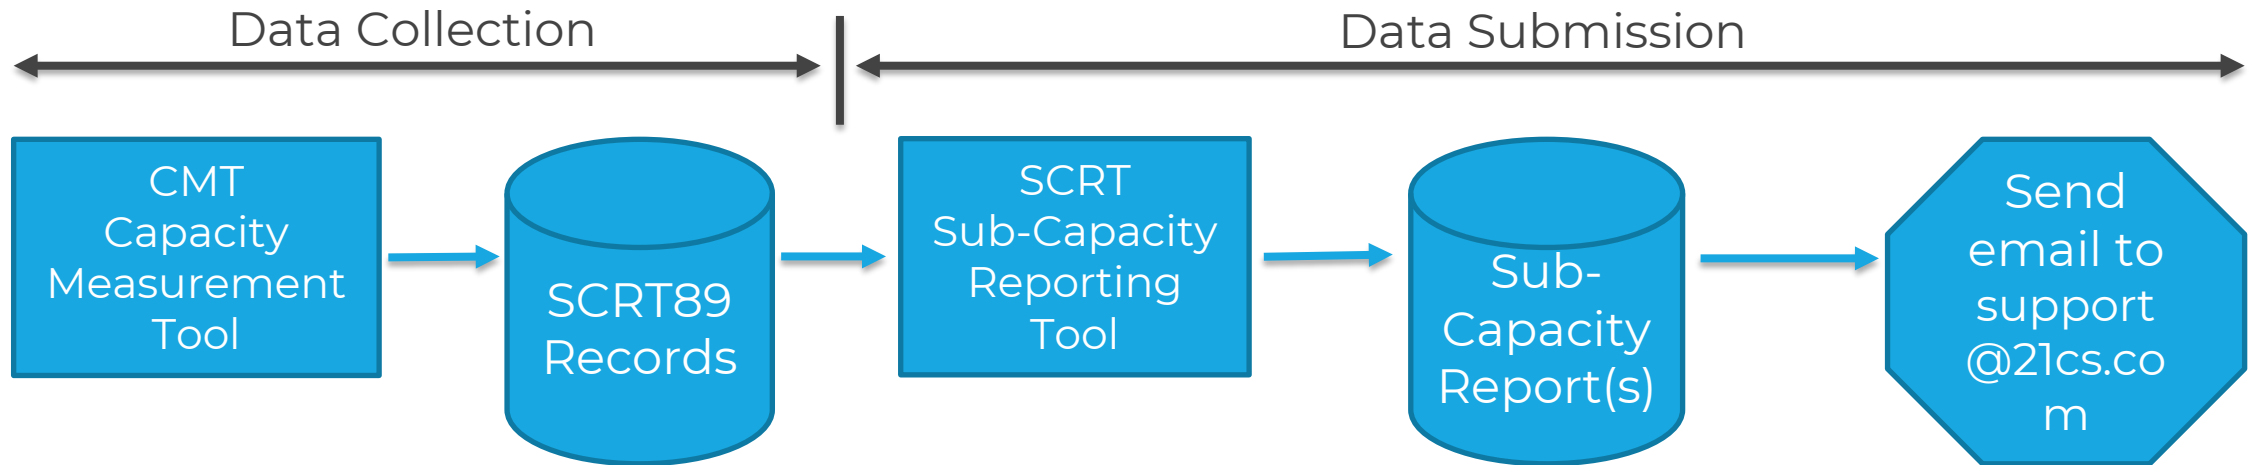 Data Collection
Data Submission
CMT
Capacity
Measurement
Tool
SCRT89
Records
SCRT
Sub-Capacity
Reporting
Tool
Sub-
Capacity
Report(s)
Send
email to
support
@21cs.co
m